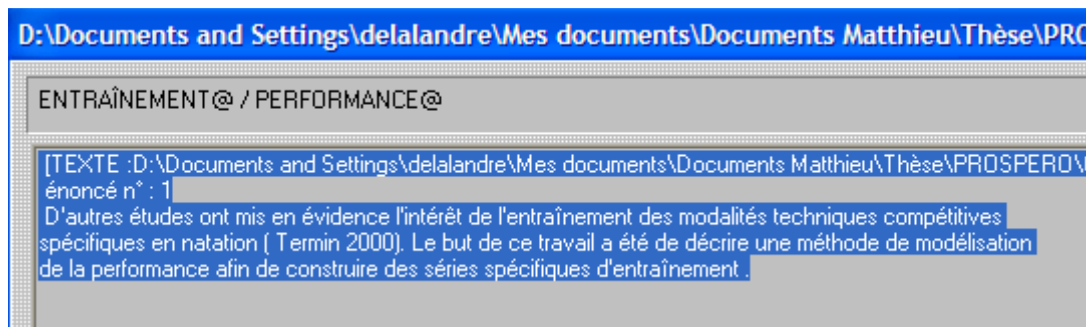 D:\Documents and Settings\delalandre\Mes documents\Documents Matthieu\Thèse\PRO
ENTRAÎNEMENT@ / PERFORMANCE@
[TEXTE :D:\Documents and Settings\delalandre\Mes documents\Documents Matthieu\Thèse\PROSPERO\
énoncé n° : 1
D'autres études ont mis en évidence l'intérêt de l'entraînement des modalités techniques compétitives
spécifiques en natation ( Termin 2000). Le but de ce travail a été de décrire une méthode de modélisation
de la performance afin de construire des séries spécifiques d'entraînement .